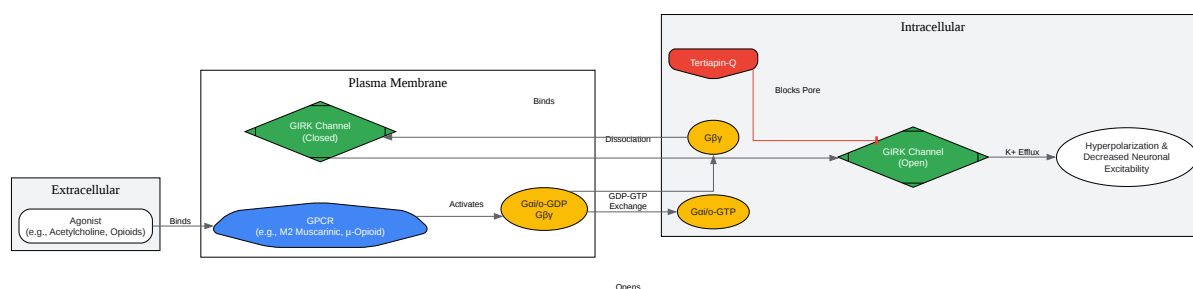 Intracellular
Tertiapin-Q
Plasma Membrane
Blocks Pore
Binds
GIRK Channel
(Closed)
Dissociation
Gβγ
GIRK Channel
(Open)
K+ Efflux
Hyperpolarization &
Decreased Neuronal
Excitability
Extracellular
Agonist
(e.g., Acetylcholine, Opioids)
Binds
GPCR
(e.g., M2 Muscarinic, μ-Opioid)
Activates
Gαi/o-GDP
Gβγ
GDP-GTP
Exchange
Gαi/o-GTP
Opens